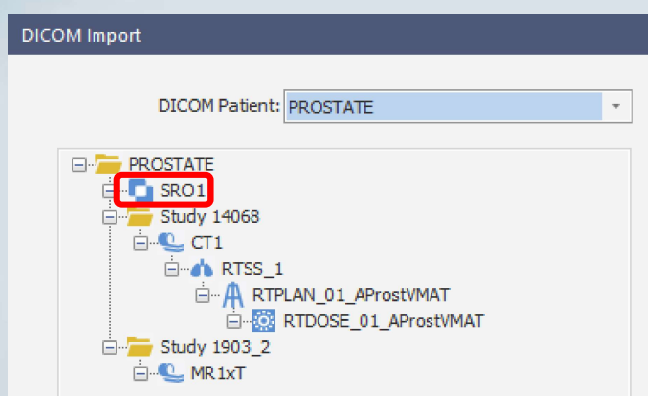 DICOM Import
DICOM Patient: PROSTATE
PROSTATE
SRO1
Study 14068
CT1
RTSS_1
RTPLAN_01_AProstVMAT
RTDOSE_01_AProstVMAT
Study 1903_2
MR1xT